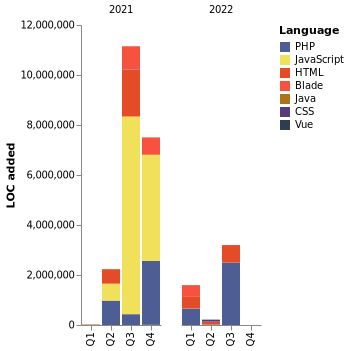 2021
2022
LOC added
12,000,000
10,000,000
8,000,000
6,000,000
4,000,000
2,000,000
0
Q1
Q2
Q3
Q4
Q1
Q2
Q3
Q4
Language
PHP
JavaScript
HTML
Blade
Java
CSS
Vue